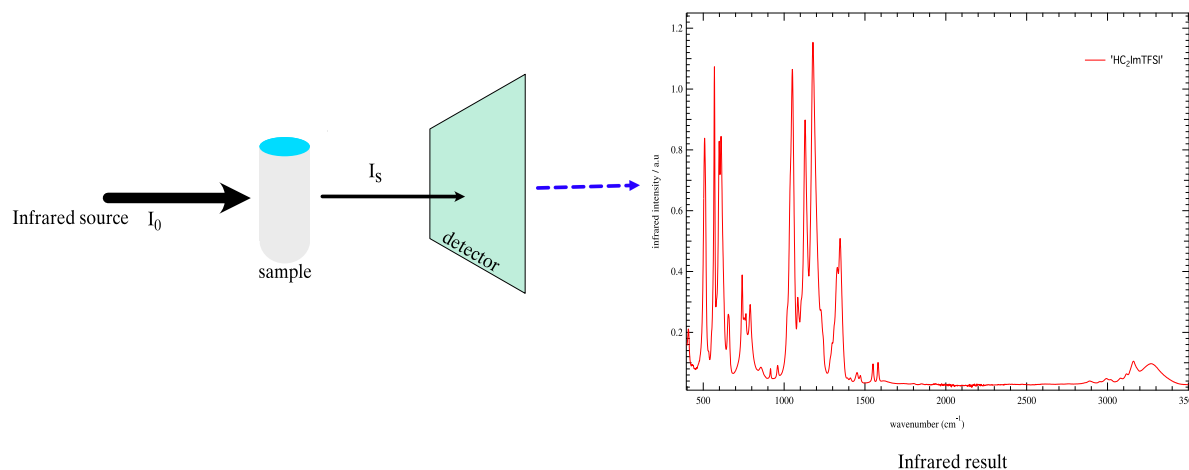 Infrared source
I₀
sample
Iₛ
detector
1.2
1.0
0.8
0.6
0.4
0.2
infrared intensity / a.u
'HC₂ImTFSI'
500 1000 1500 2000 2500 3000 350
wavenumber (cm⁻¹)
Infrared result